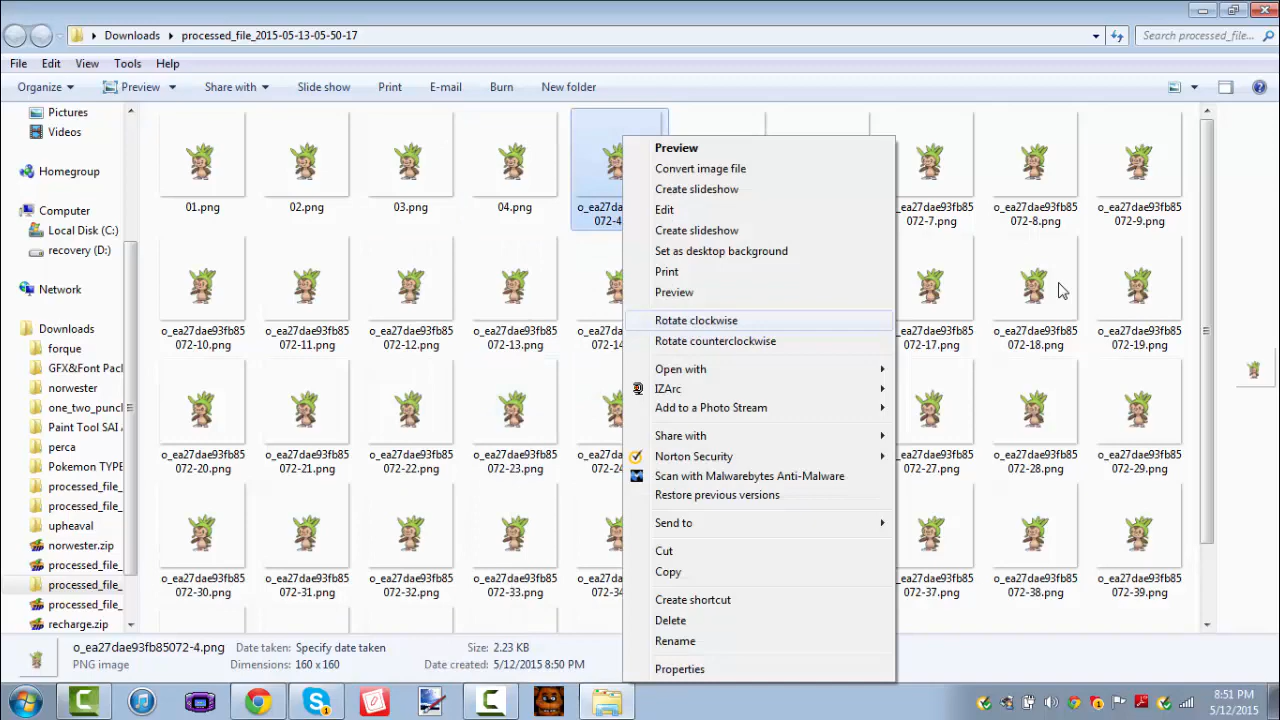 Downloads
processed_file_2015-05-13-05-50-17
Search processed_file...
File Edit View Tools Help
Organize Preview Share with Slide show Print E-mail Burn New folder
Pictures
Videos
Homegroup
Computer
Local Disk (C:)
recovery (D:)
Network
Downloads
forque
GFX&Font Pacl
norwester
one_two_punch
Paint Tool SAI
perca
Pokemon TYPE
processed_file_
processed_file_
upheaval
norwester.zip
processed_file_
processed_file_
processed_file_
recharge.zip
01.png
02.png
03.png
04.png
o_ea27da
072-4
_ea27dae93fb85
072-7.png
o_ea27dae93fb85
072-8.png
o_ea27dae93fb85
072-9.png
o_ea27dae93fb85
072-10.png
o_ea27dae93fb85
072-11.png
o_ea27dae93fb85
072-12.png
o_ea27dae93fb85
072-13.png
o_ea27da
072-14
_ea27dae93fb85
072-17.png
o_ea27dae93fb85
072-18.png
o_ea27dae93fb85
072-19.png
o_ea27dae93fb85
072-20.png
o_ea27dae93fb85
072-21.png
o_ea27dae93fb85
072-22.png
o_ea27dae93fb85
072-23.png
o_ea27da
072-24
_ea27dae93fb85
072-27.png
o_ea27dae93fb85
072-28.png
o_ea27dae93fb85
072-29.png
o_ea27dae93fb85
072-30.png
o_ea27dae93fb85
072-31.png
o_ea27dae93fb85
072-32.png
o_ea27dae93fb85
072-33.png
o_ea27da
072-34
_ea27dae93fb85
072-37.png
o_ea27dae93fb85
072-38.png
o_ea27dae93fb85
072-39.png
Preview
Convert image file
Create slideshow
Edit
Create slideshow
Set as desktop background
Print
Preview
Rotate clockwise
Rotate counterclockwise
Open with
IZArc
Add to a Photo Stream
Share with
Norton Security
Scan with Malwarebytes Anti-Malware
Restore previous versions
Send to
Cut
Copy
Create shortcut
Delete
Rename
Properties
o_ea27dae93fb85072-4.png Date taken: Specify date taken Size: 2.23 KB
PNG image Dimensions: 160 x 160 Date created: 5/12/2015 8:50 PM
8:51 PM
5/12/2015